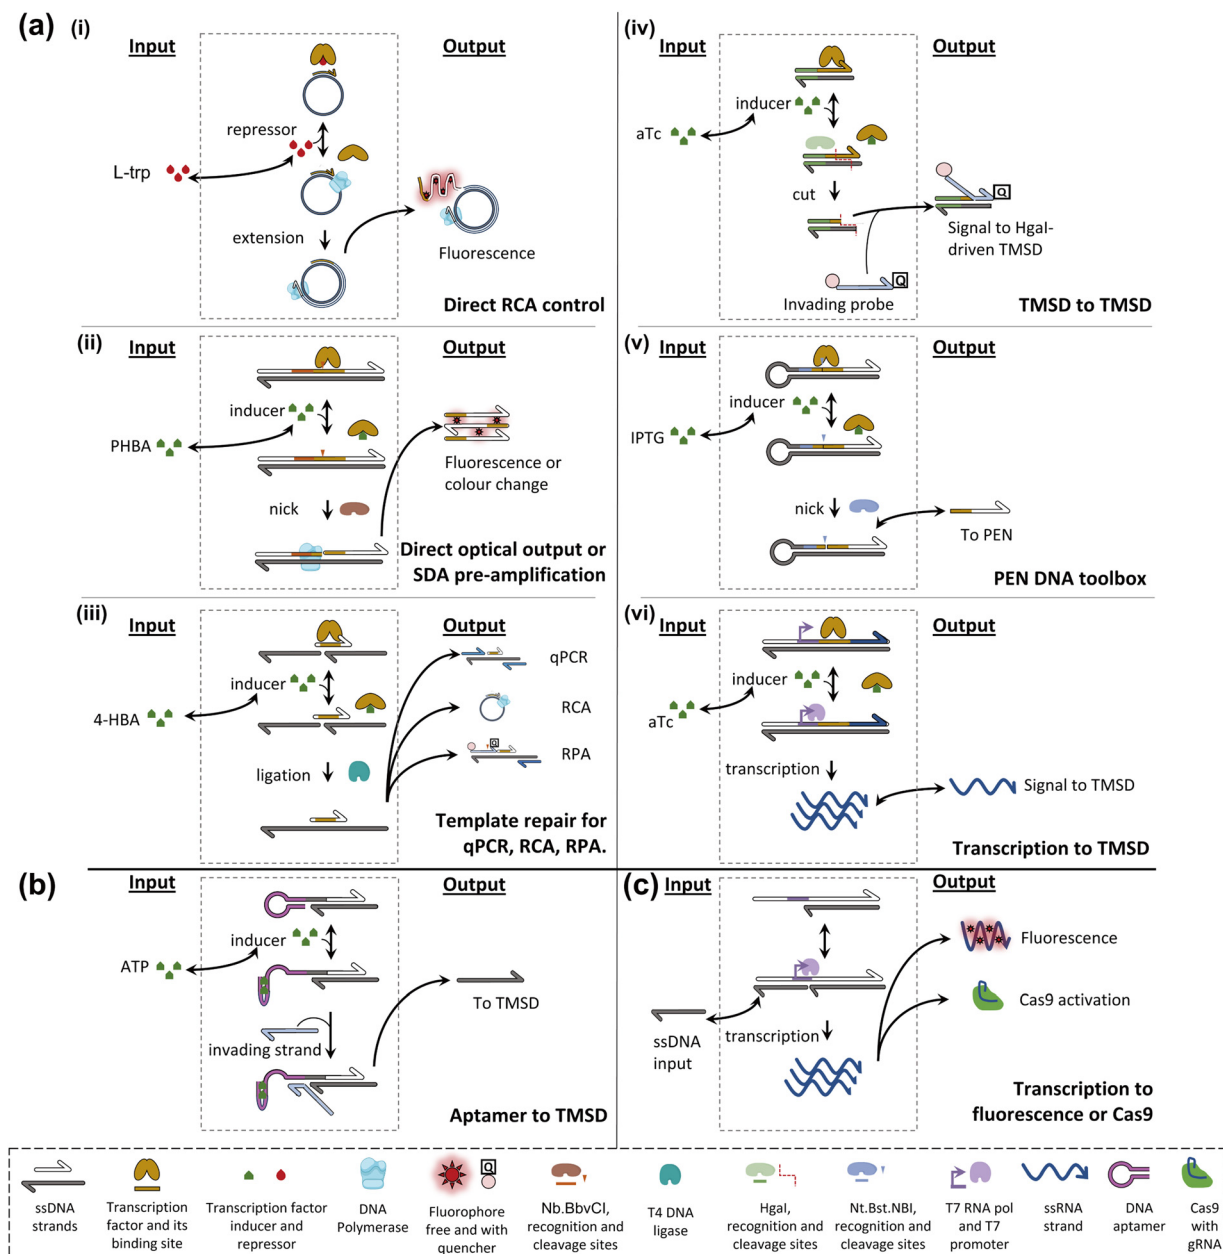 (a)
(i)
Input
Output
repressor
L-trp
extension
Fluorescence
Direct RCA control
(ii)
Input
Output
inducer
PHBA
Fluorescence or
colour change
nick
Direct optical output or
SDA pre-amplification
(iii)
Input
Output
qPCR
inducer
4-HBA
RCA
Q
RPA
ligation
Template repair for
qPCR, RCA, RPA.
(iv)
Input
Output
inducer
aTc
cut
Q
Signal to HgaI-
driven TMSD
Q
Invading probe
TMSD to TMSD
(v)
Input
Output
inducer
IPTG
nick
To PEN
PEN DNA toolbox
(vi)
Input
Output
inducer
aTc
transcription
Signal to TMSD
Transcription to TMSD
(b)
Input
Output
inducer
ATP
To TMSD
invading strand
Aptamer to TMSD
(c)
Input
Output
Fluorescence
Cas9 activation
ssDNA
input
transcription
Transcription to
fluorescence or Cas9
ssDNA
strands
Transcription
factor and its
binding site
Transcription factor
inducer and
repressor
DNA
Polymerase
Q
Fluorophore
free and with
quencher
Nb.BbvCI,
recognition and
cleavage sites
T4 DNA
ligase
HgaI,
recognition and
cleavage sites
Nt.Bst.NBI,
recognition and
cleavage sites
T7 RNA pol
and T7
promoter
ssRNA
strand
DNA
aptamer
Cas9
with
gRNA